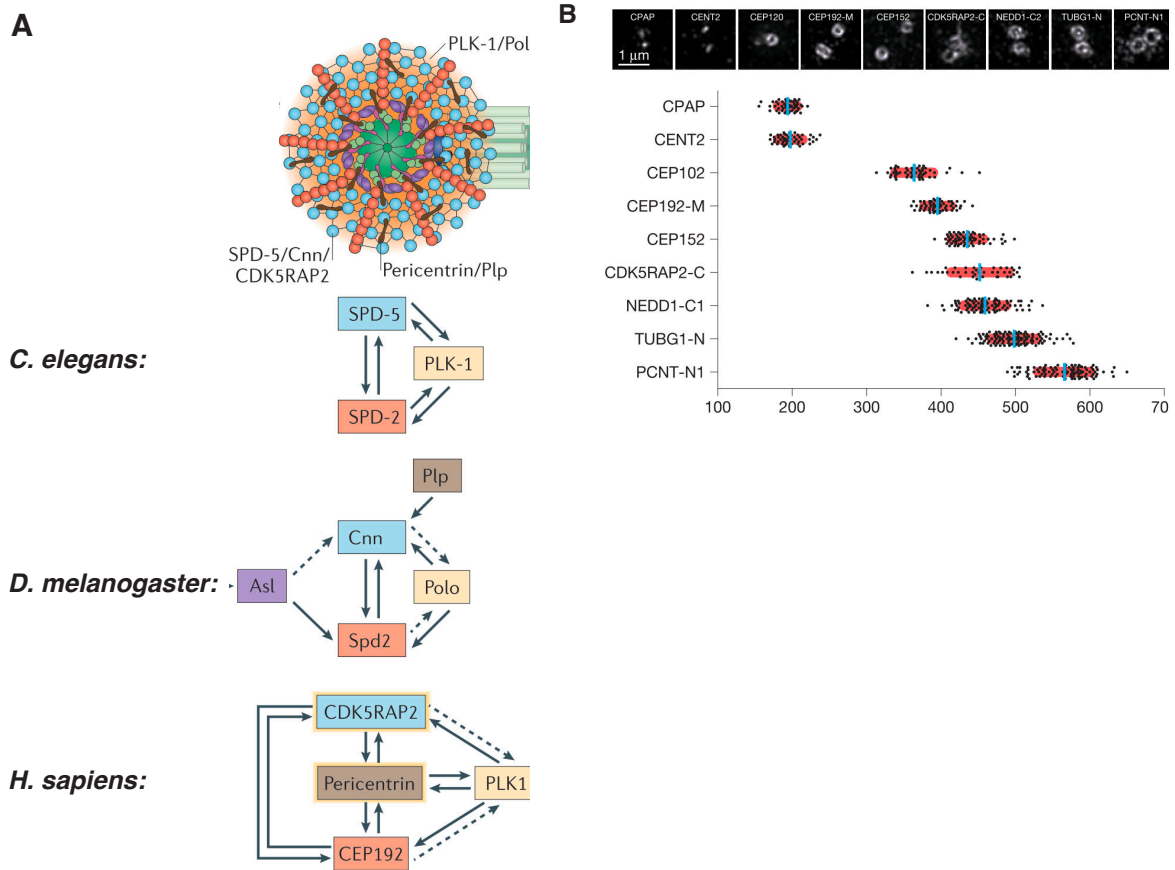 A
PLK-1/Pol
SPD-5/Cnn/
CDK5RAP2
Pericentrin/Plp
C. elegans:
SPD-5
PLK-1
SPD-2
D. melanogaster:
Plp
Cnn
Asl
Polo
Spd2
H. sapiens:
CDK5RAP2
Pericentrin
PLK1
CEP192
B
CPAP CENT2 CEP120 CEP192-M CEP152 CDK5RAP2-C NEDD1-C2 TUBG1-N PCNT-N1
1 μm
CPAP
CENT2
CEP102
CEP192-M
CEP152
CDK5RAP2-C
NEDD1-C1
TUBG1-N
PCNT-N1
100 200 300 400 500 600 70